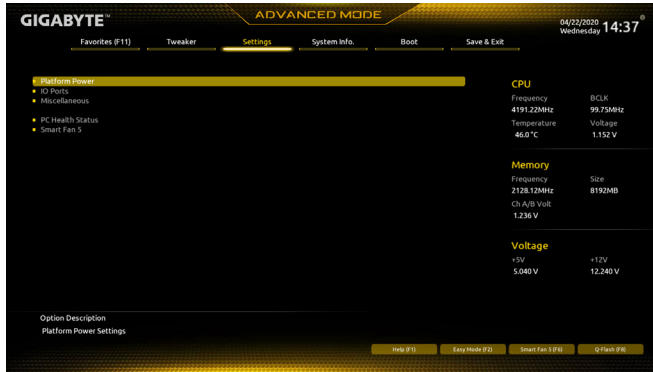 GIGABYTE™
ADVANCED MODE
04/22/2020
Wednesday 14:37
Favorites (F11) Tweaker Settings System Info. Boot Save & Exit
Platform Power
IO Ports
Miscellaneous
PC Health Status
Smart Fan 5
CPU
Frequency BCLK
4191.22MHz 99.75MHz
Temperature Voltage
46.0°C 1.152 V
Memory
Frequency Size
2128.12MHz 8192MB
Ch A/B Volt
1.236 V
Voltage
+5V +12V
5.040 V 12.240 V
Option Description
Platform Power Settings
Help (F1) Easy Mode (F2) Smart Fan 5 (F6) Q-Flash (F8)